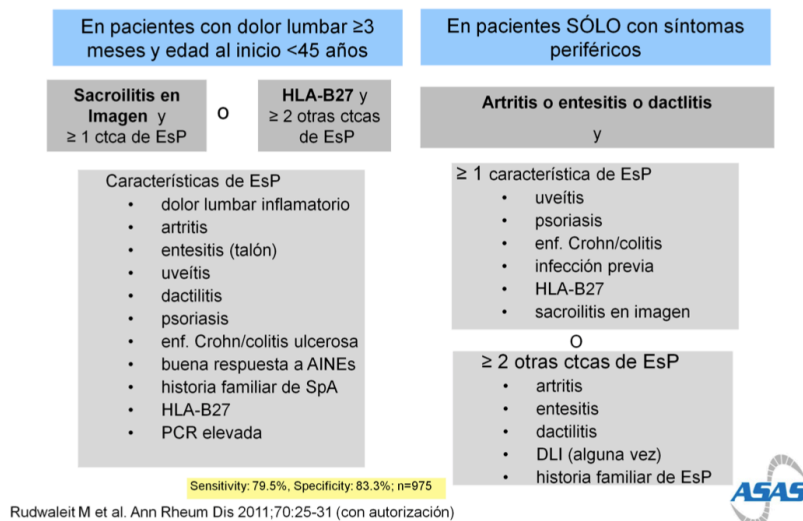 En pacientes con dolor lumbar ≥3
meses y edad al inicio <45 años
Sacroilitis en
Imagen y
≥ 1 ctca de EsP
O
HLA-B27 y
≥ 2 otras ctcas
de EsP
Características de EsP
• dolor lumbar inflamatorio
• artritis
• entesitis (talón)
• uveítis
• dactilitis
• psoriasis
• enf. Crohn/colitis ulcerosa
• buena respuesta a AINEs
• historia familiar de SpA
• HLA-B27
• PCR elevada
En pacientes SÓLO con síntomas
periféricos
Artritis o entesitis o dactlitis
y
≥ 1 característica de EsP
• uveítis
• psoriasis
• enf. Crohn/colitis
• infección previa
• HLA-B27
• sacroilitis en imagen
O
≥ 2 otras ctcas de EsP
• artritis
• entesitis
• dactilitis
• DLI (alguna vez)
• historia familiar de EsP
Sensitivity: 79.5%, Specificity: 83.3%; n=975
ASAS
Rudwaleit M et al. Ann Rheum Dis 2011;70:25-31 (con autorización)